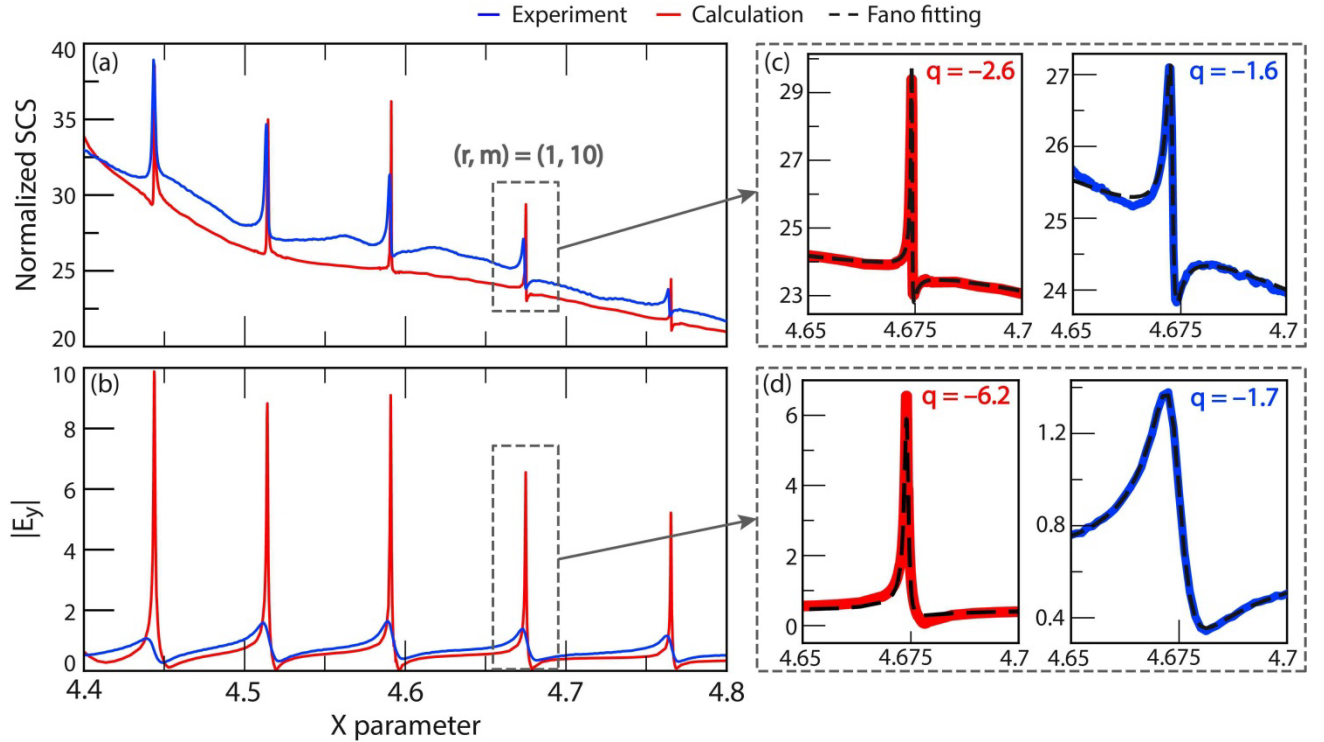 Experiment Calculation Fano fitting
(a)
Normalized SCS
40
35
30
25
20
(r, m) = (1, 10)
(b)
|Ey|
10
8
6
4
2
0
4.4 4.5 4.6 4.7 4.8
X parameter
(c)
q = –2.6
29
27
25
23
4.65 4.675 4.7
q = –1.6
27
26
25
24
4.65 4.675 4.7
(d)
q = –6.2
6
4
2
0
4.65 4.675 4.7
q = –1.7
1.2
0.8
0.4
4.65 4.675 4.7